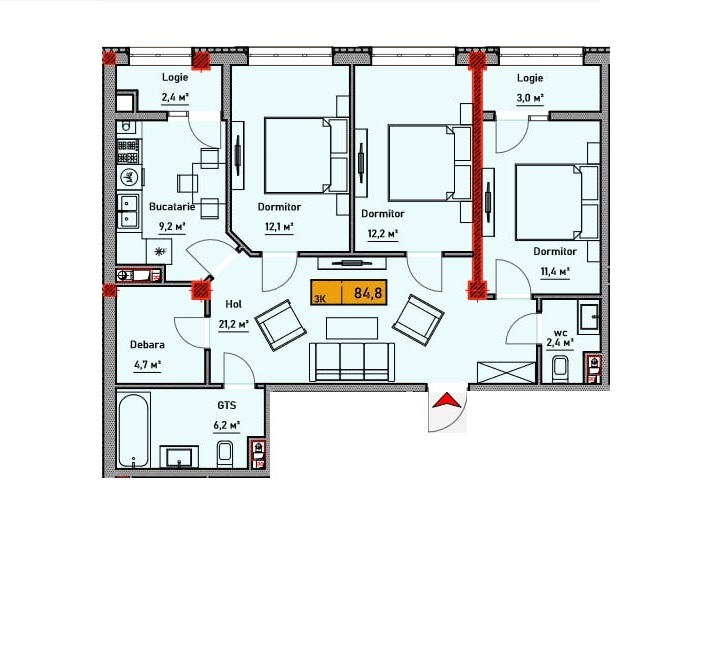 Logie
2,4 м²
Logie
3,0 м²
Bucatarie
9,2 м²
Dormitor
12,1 м²
Dormitor
12,2 м²
Dormitor
11,4 м²
3K 84,8
Hol
21,2 м²
Debara
4,7 м²
wc
2,4 м²
GTS
6,2 м²